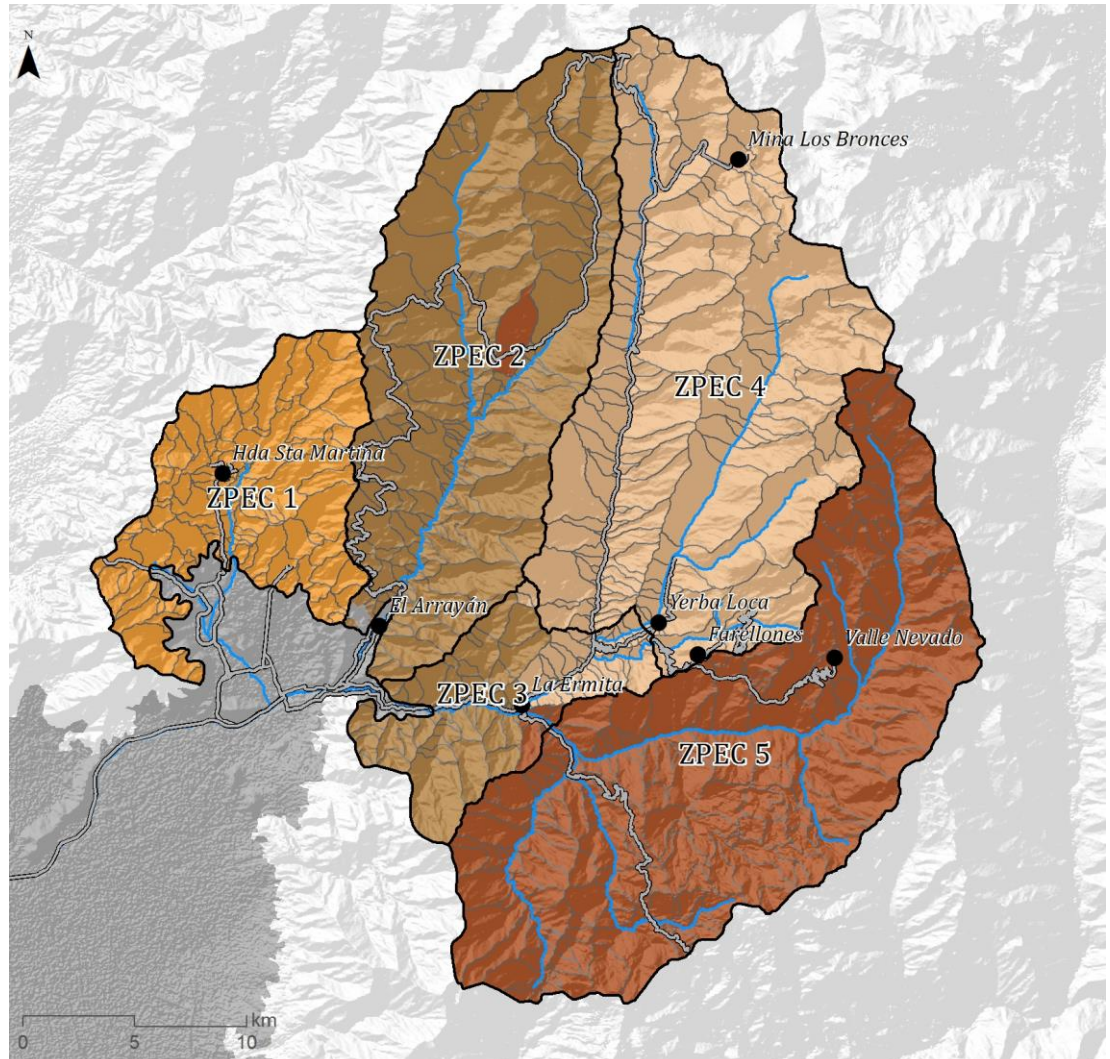 N
Mina Los Bronces
ZPEC 2
ZPEC 4
Hda Sta Martina
ZPEC 1
El Arrayán
Yerba Loca
Farellones
Valle Nevado
ZPEC 3
La Ermita
ZPEC 5
km
0 5 10